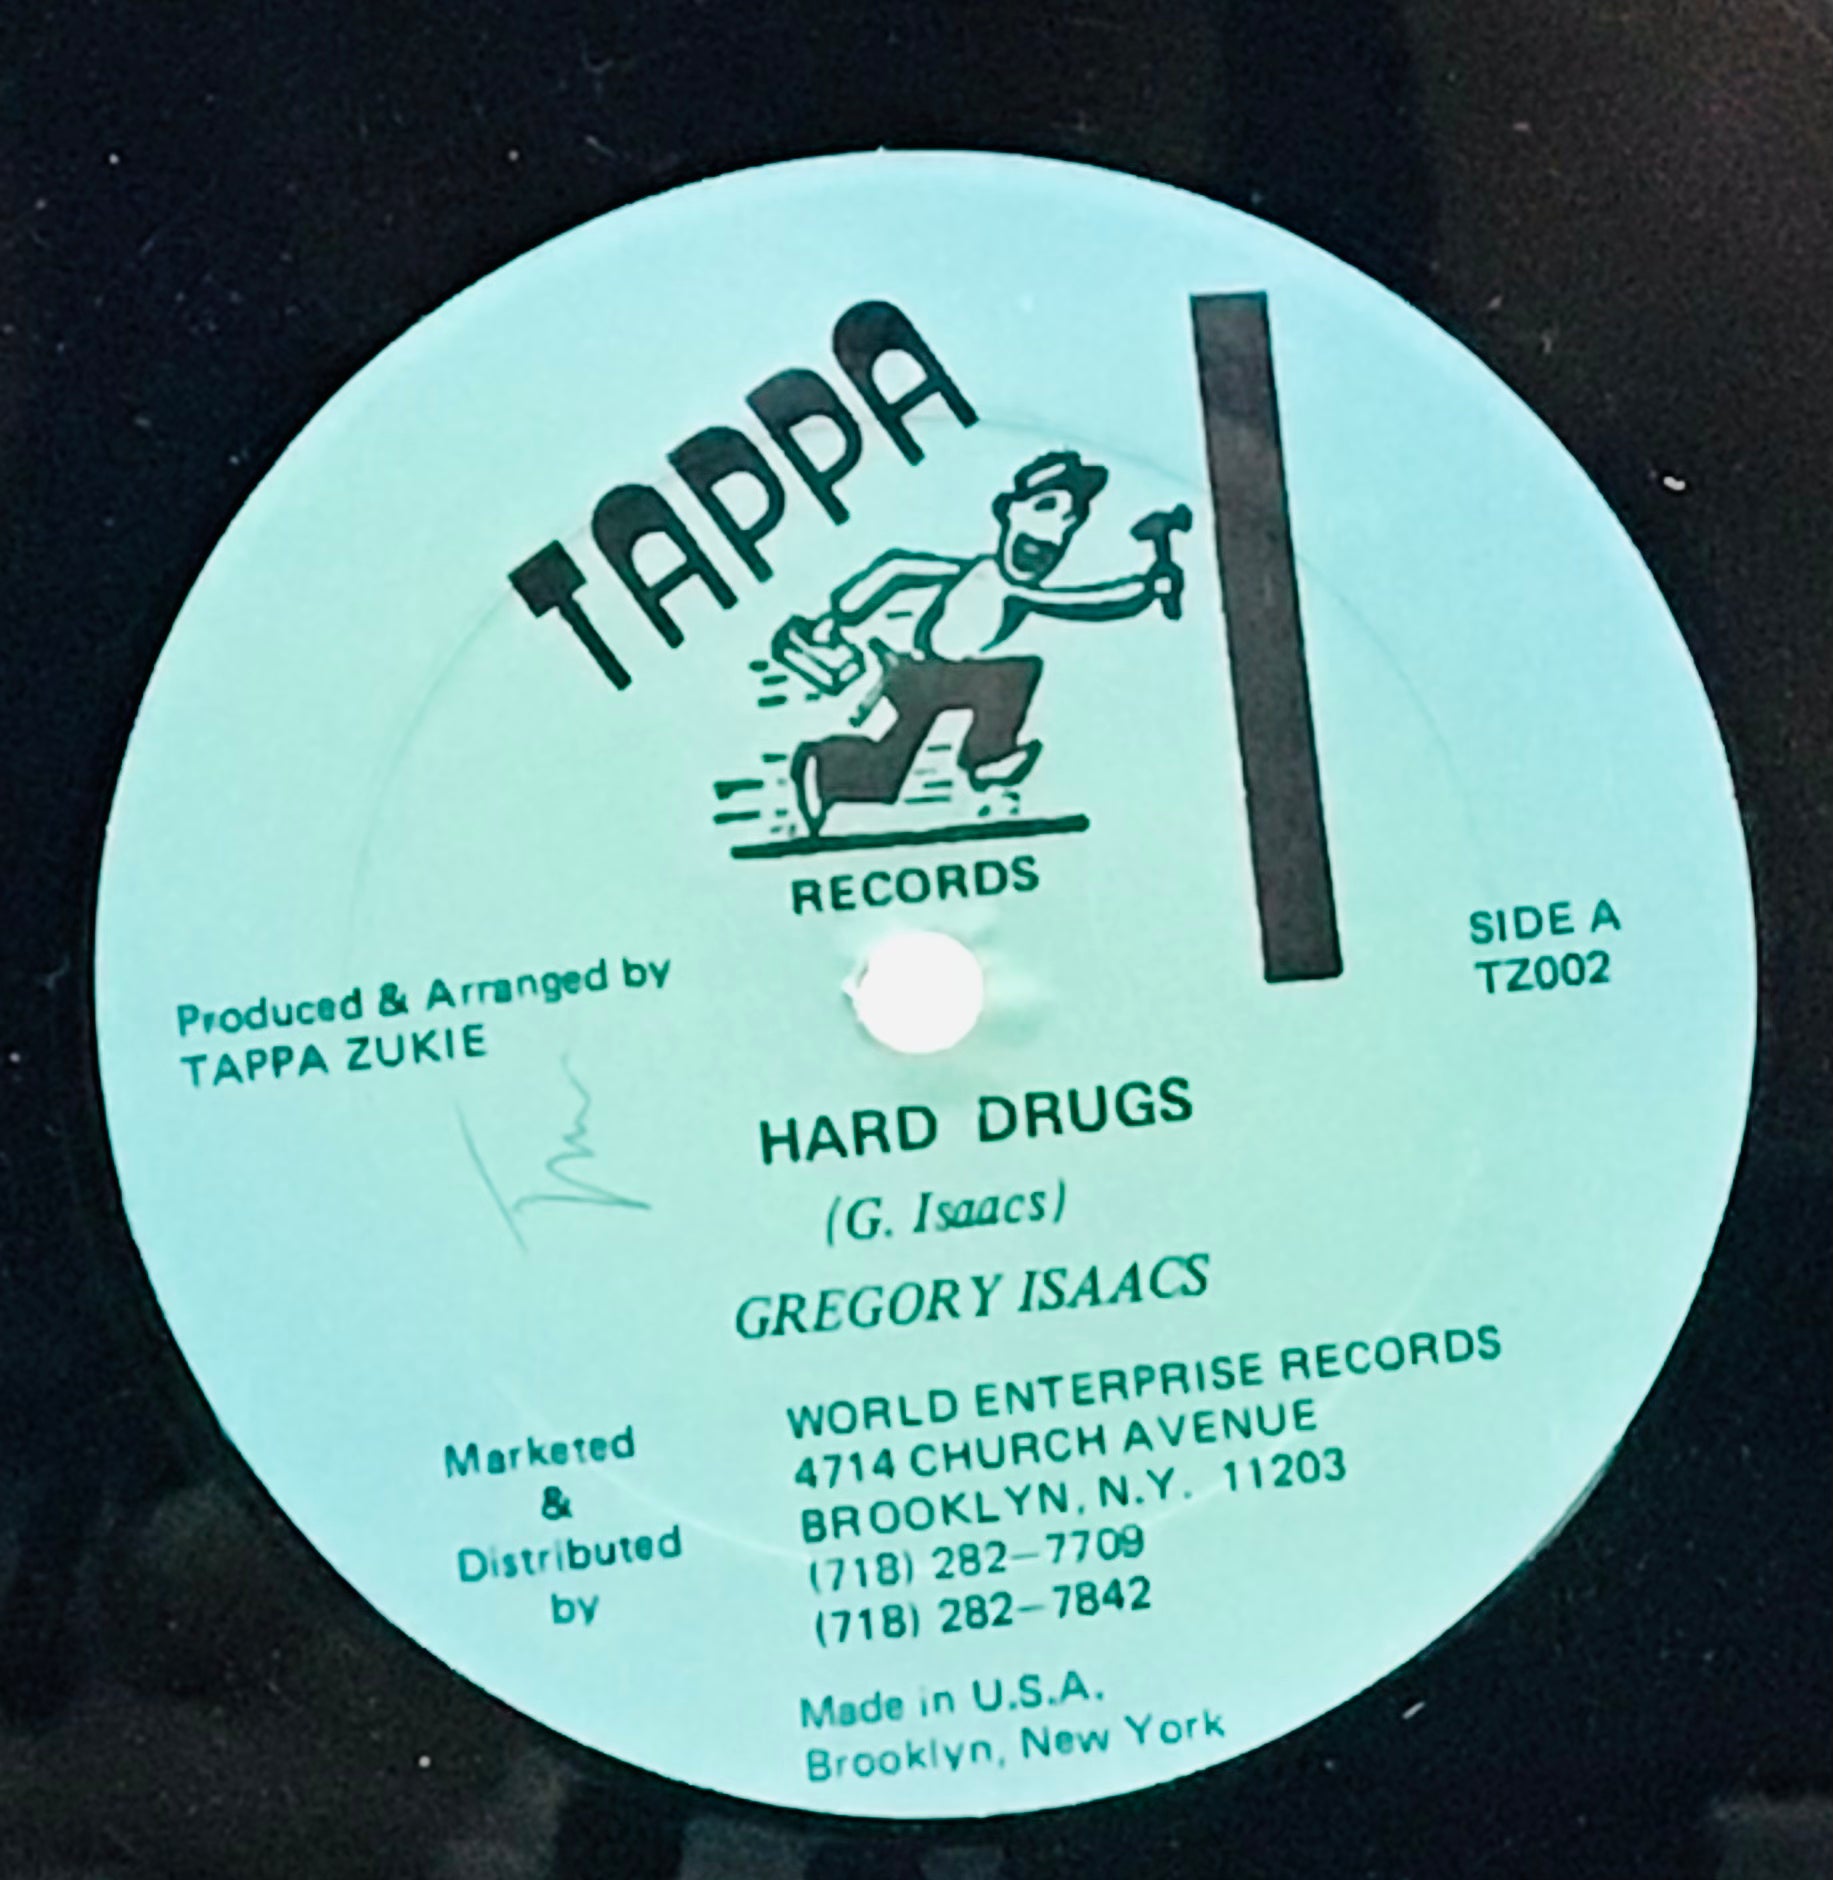 TAPPA
RECORDS
SIDE A
TZ002
Produced & Arranged by
TAPPA ZUKIE
HARD DRUGS
(G. Isaacs)
GREGORY ISAACS
Marketed
&
Distributed
by
WORLD ENTERPRISE RECORDS
4714 CHURCH AVENUE
BROOKLYN, N.Y. 11203
(718) 282-7709
(718) 282-7842
Made in U.S.A.
Brooklyn, New York